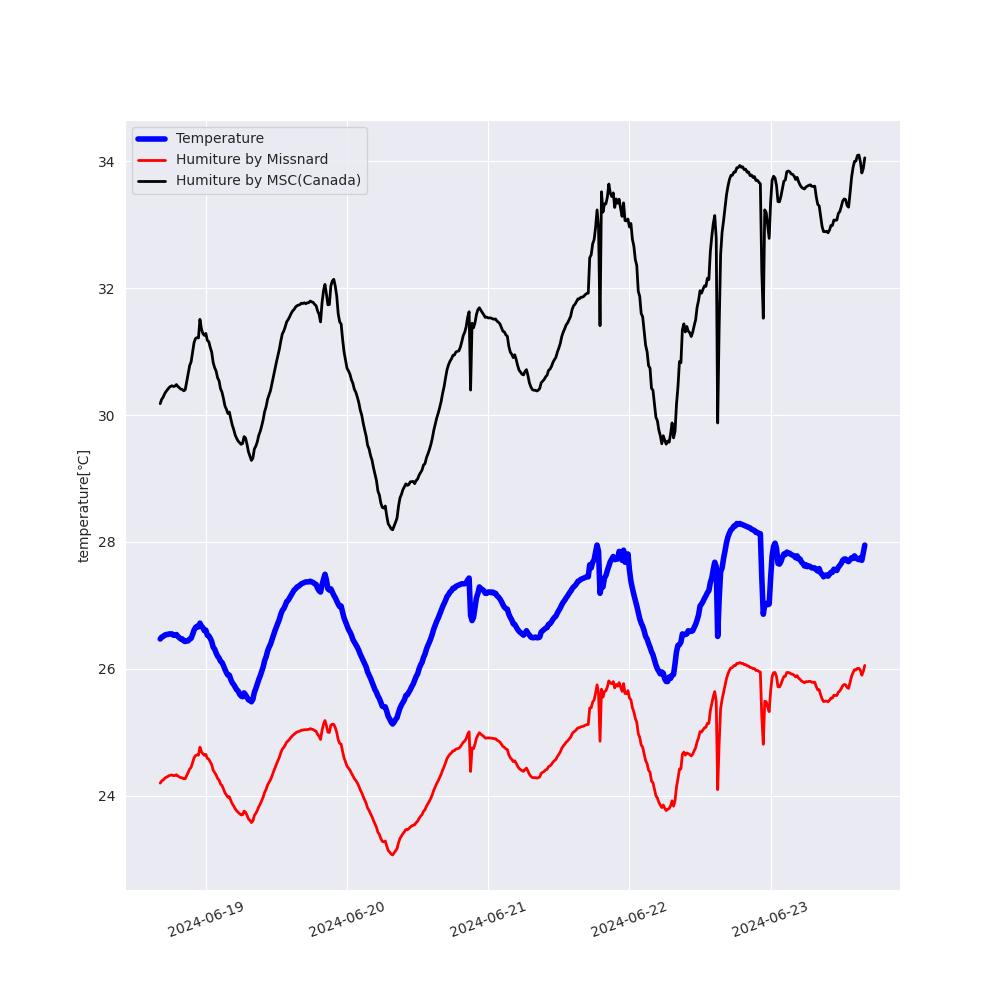 Temperature
Humiture by Missnard
Humiture by MSC(Canada)
34
32
30
28
26
24
temperature[℃]
2024-06-19
2024-06-20
2024-06-21
2024-06-22
2024-06-23